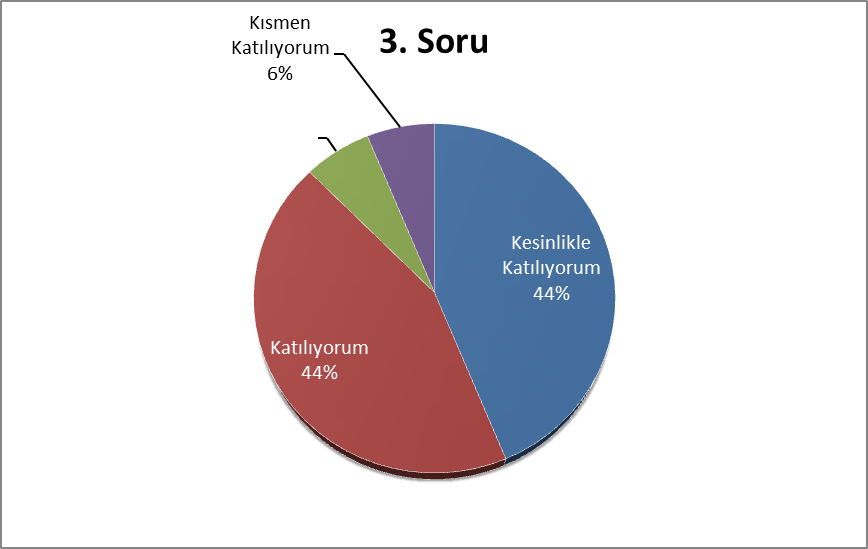 3. Soru
Kısmen
Katılıyorum
6%
Kesinlikle
Katılıyorum
44%
Katılıyorum
44%